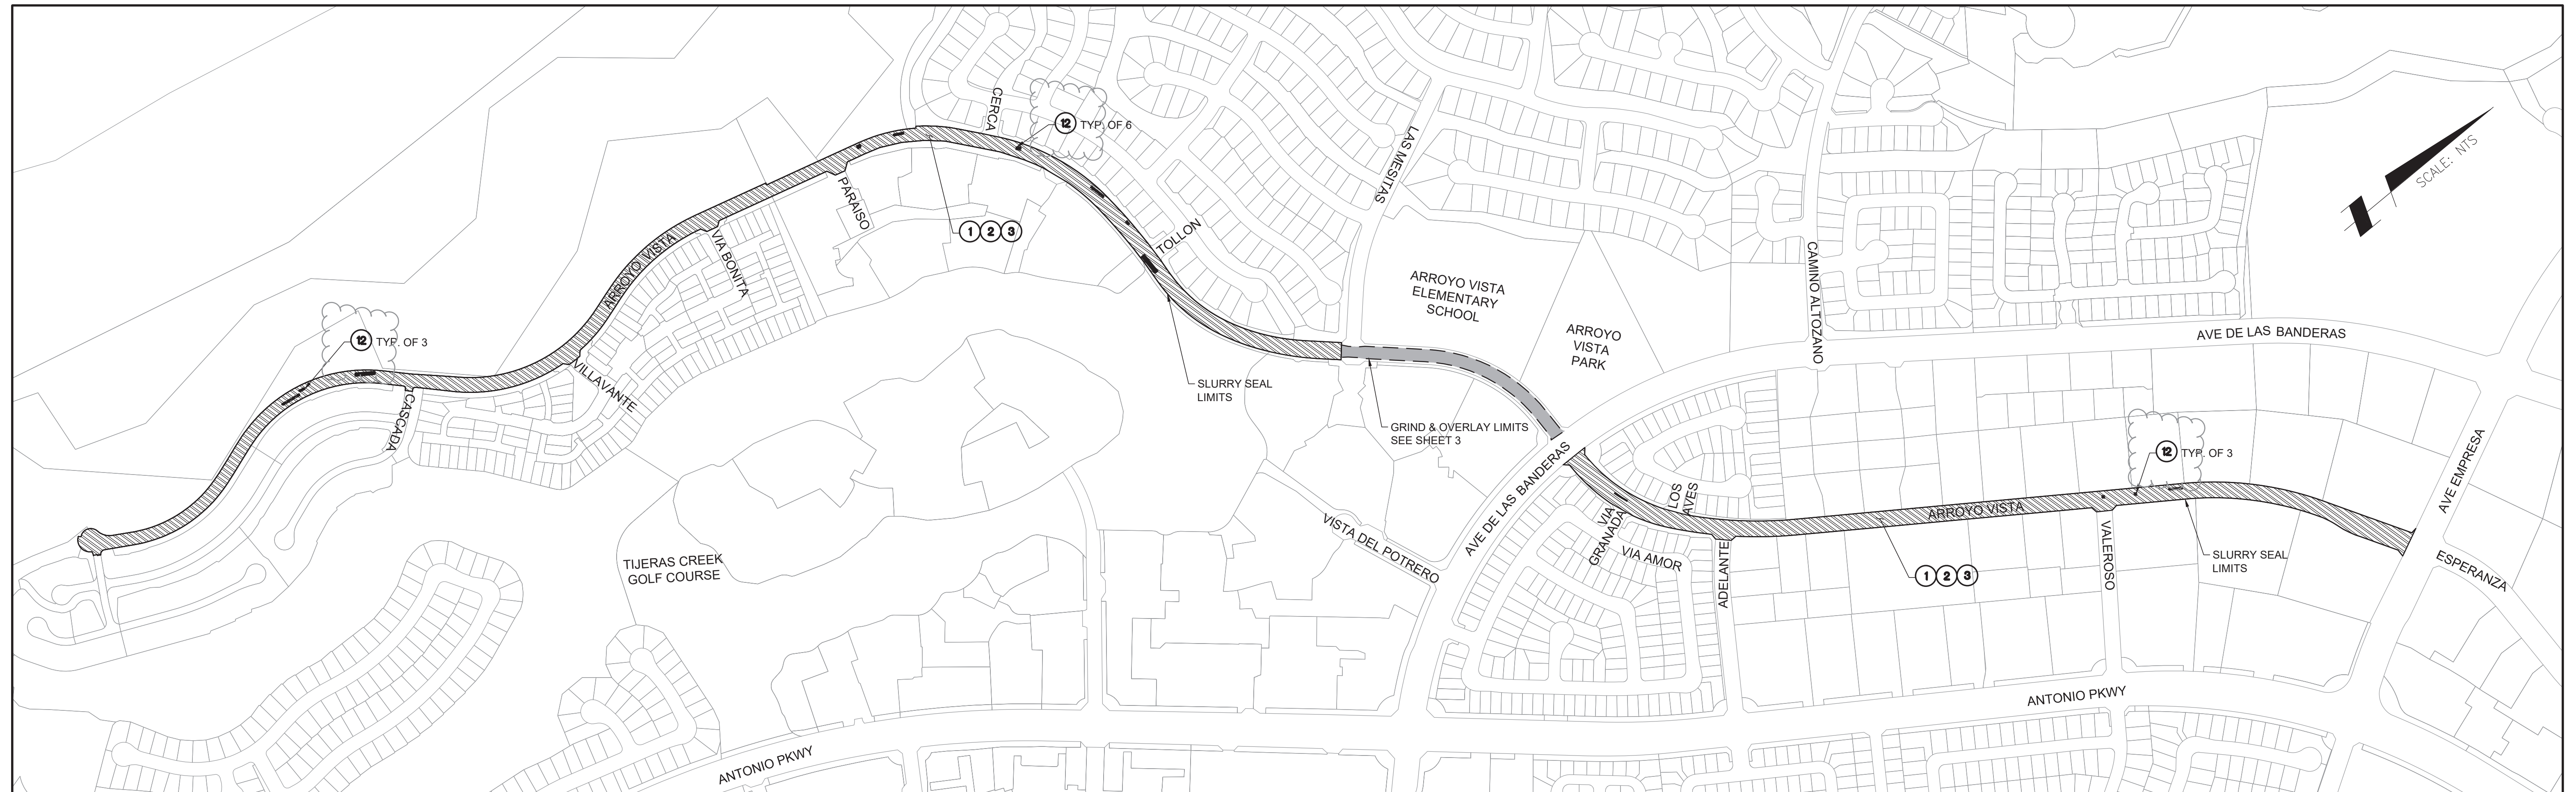 CERCA
12 TYP. OF 6
LAS MESITAS
SCALE: NTS
PARAISO
1 2 3
TOLLON
ARROYO VISTA
VIA BONITA
ARROYO VISTA
ELEMENTARY
SCHOOL
CAMINO ALTOZANO
ARROYO
VISTA
PARK
AVE DE LAS BANDERAS
12 TYP. OF 3
VILLAVANTE
CASCADA
SLURRY SEAL
LIMITS
GRIND & OVERLAY LIMITS
SEE SHEET 3
AVE DE LAS BANDERAS
LOS
AVES
VIA
GRANADA
VIA AMOR
ADELANTE
ARROYO VISTA
12 TYP. OF 3
AVE EMPRESA
VISTA DEL POTRERO
VALEROSO
SLURRY SEAL
LIMITS
ESPERANZA
1 2 3
TIJERAS CREEK
GOLF COURSE
ANTONIO PKWY
ANTONIO PKWY